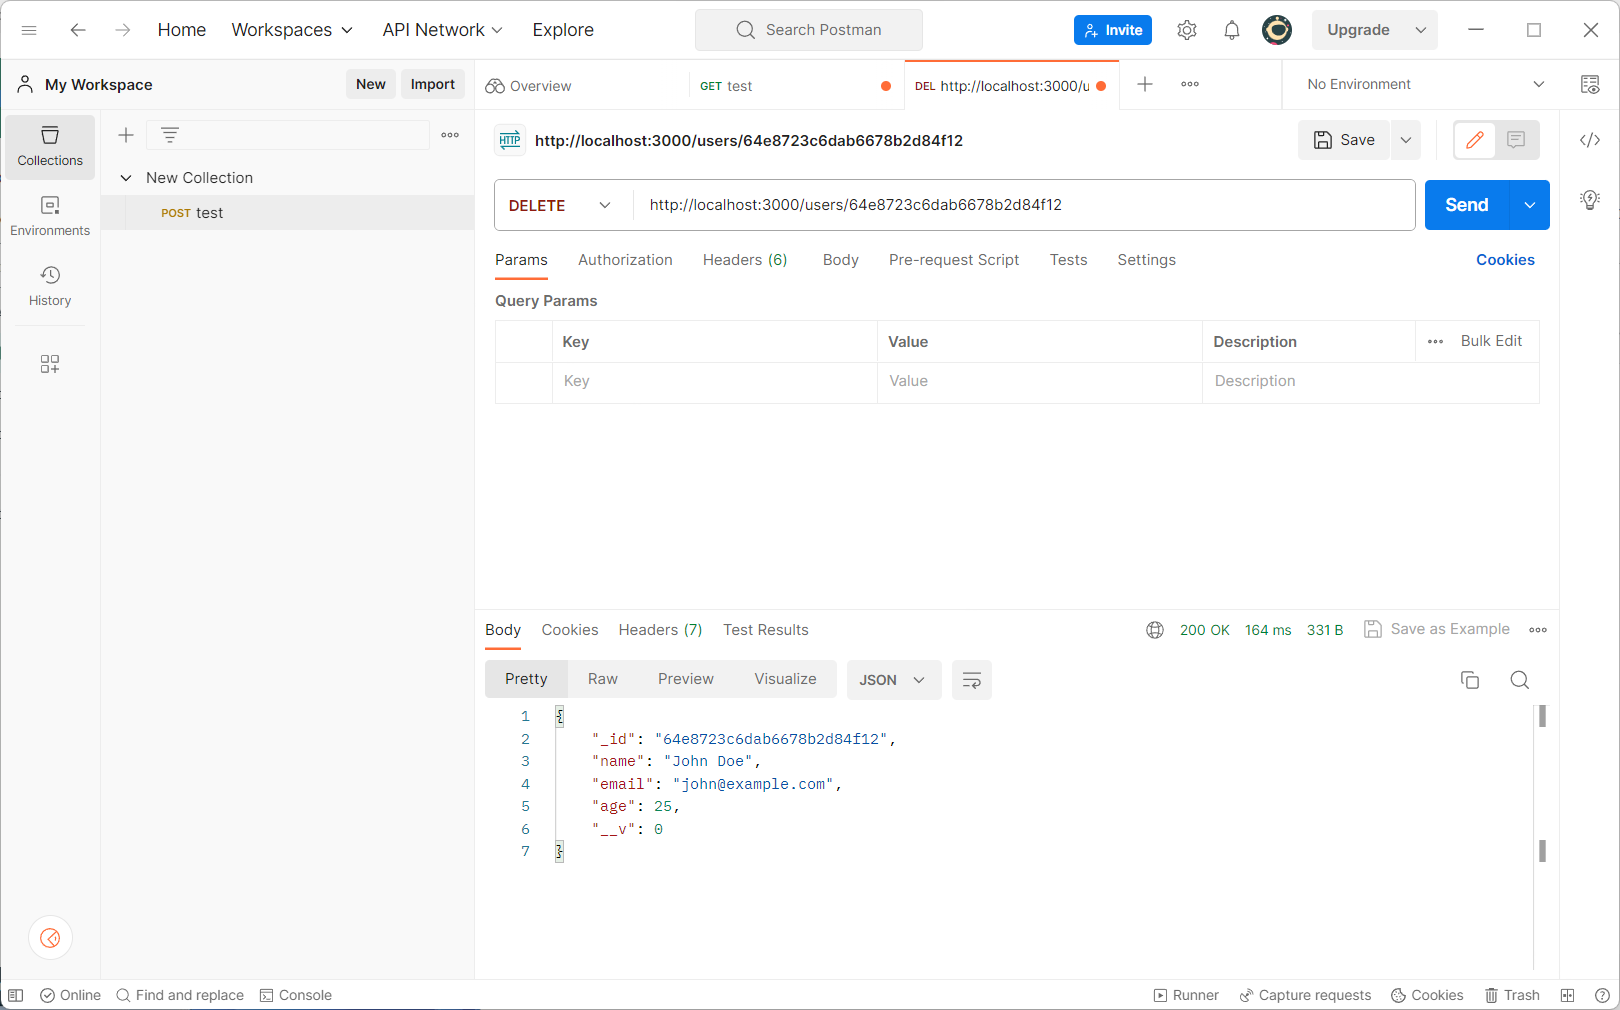 Home Workspaces API Network Explore Search Postman Invite Upgrade
My Workspace New Import Overview GET test DEL http://localhost:3000/u No Environment
Collections
Environments
History
New Collection
POST test
HTTP http://localhost:3000/users/64e8723c6dab6678b2d84f12 Save
DELETE http://localhost:3000/users/64e8723c6dab6678b2d84f12 Send
Params Authorization Headers (6) Body Pre-request Script Tests Settings Cookies
Query Params
Key Value Description Bulk Edit
Key Value Description
Body Cookies Headers (7) Test Results 200 OK 164 ms 331 B Save as Example
Pretty Raw Preview Visualize JSON
1 {
2 "_id": "64e8723c6dab6678b2d84f12",
3 "name": "John Doe",
4 "email": "john@example.com",
5 "age": 25,
6 "__v": 0
7 }
Online Find and replace Console Runner Capture requests Cookies Trash